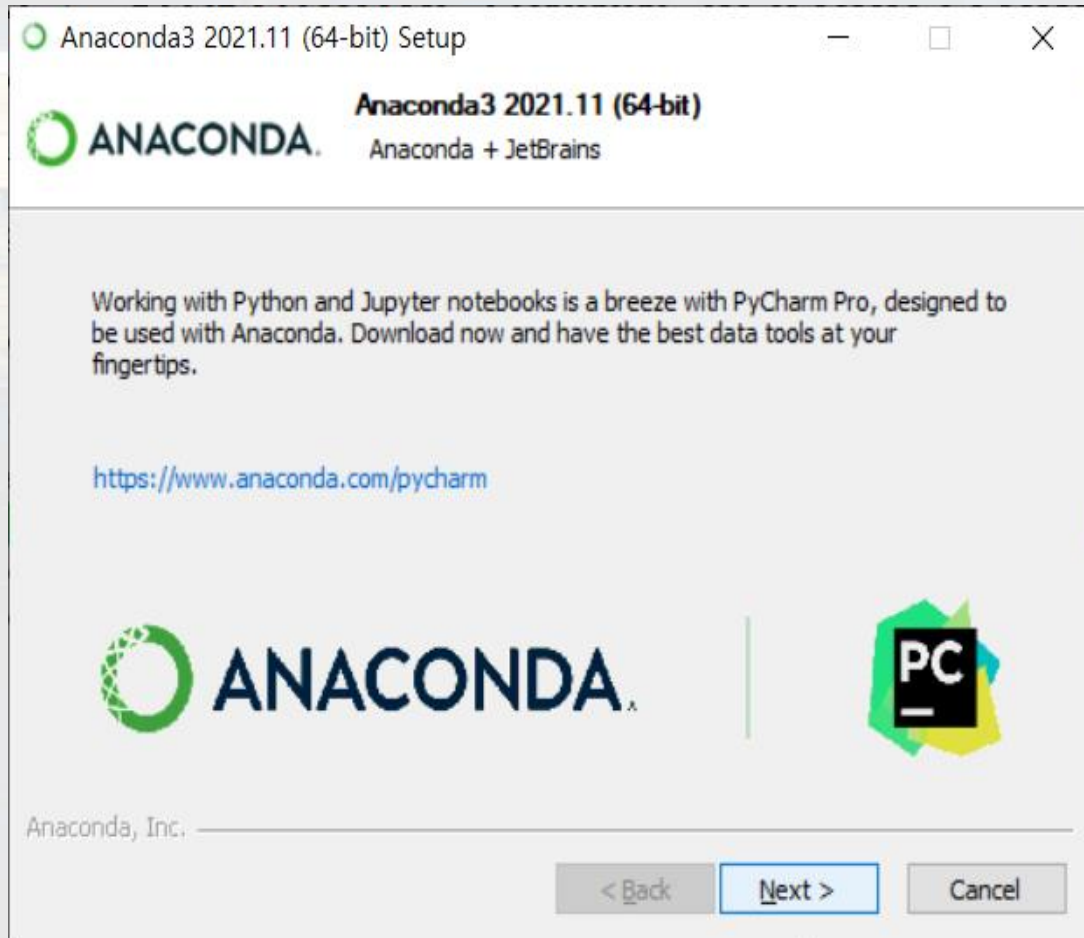 Anaconda3 2021.11 (64-bit) Setup
ANACONDA.
Anaconda3 2021.11 (64-bit)
Anaconda + JetBrains
Working with Python and Jupyter notebooks is a breeze with PyCharm Pro, designed to
be used with Anaconda. Download now and have the best data tools at your
fingertips.
https://www.anaconda.com/pycharm
ANACONDA.
PC
Anaconda, Inc.
< Back
Next >
Cancel